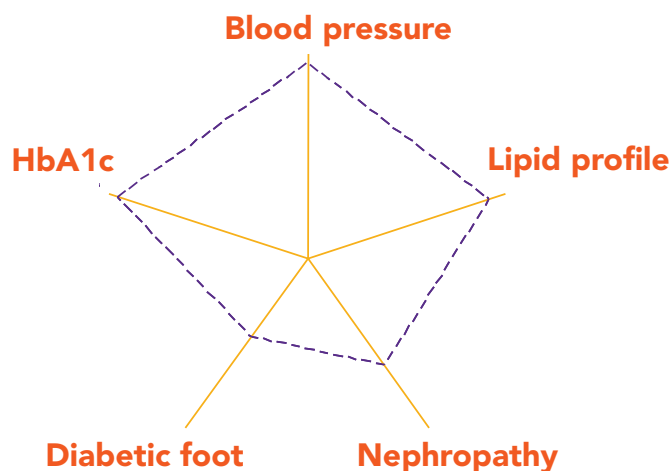 Blood pressure
HbA1c
Lipid profile
Diabetic foot
Nephropathy